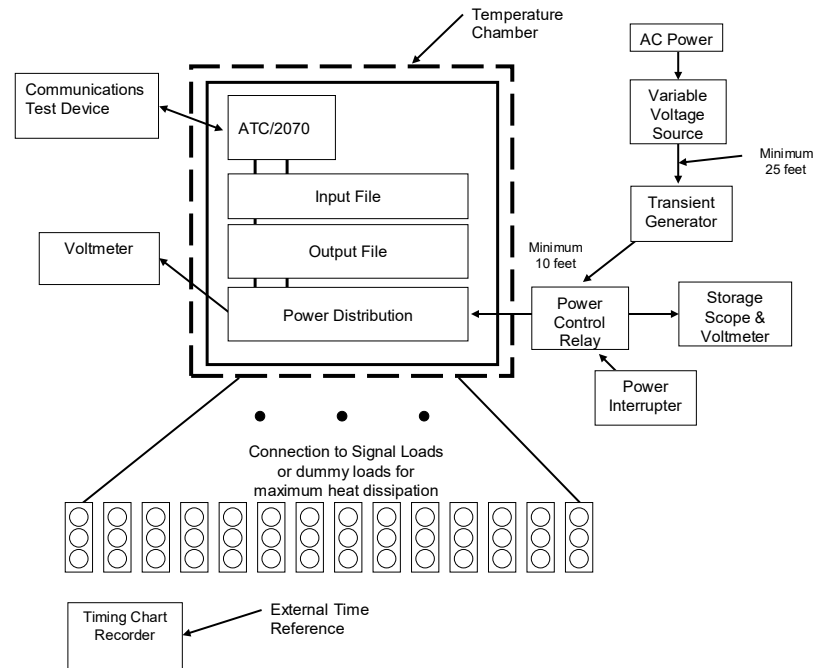 Temperature
Chamber
AC Power
Communications
Test Device
ATC/2070
Variable
Voltage
Source
Minimum
25 feet
Input File
Transient
Generator
Voltmeter
Output File
Minimum
10 feet
Power Distribution
Power
Control
Relay
Storage
Scope &
Voltmeter
Power
Interrupter
Connection to Signal Loads
or dummy loads for
maximum heat dissipation
Timing Chart
Recorder
External Time
Reference